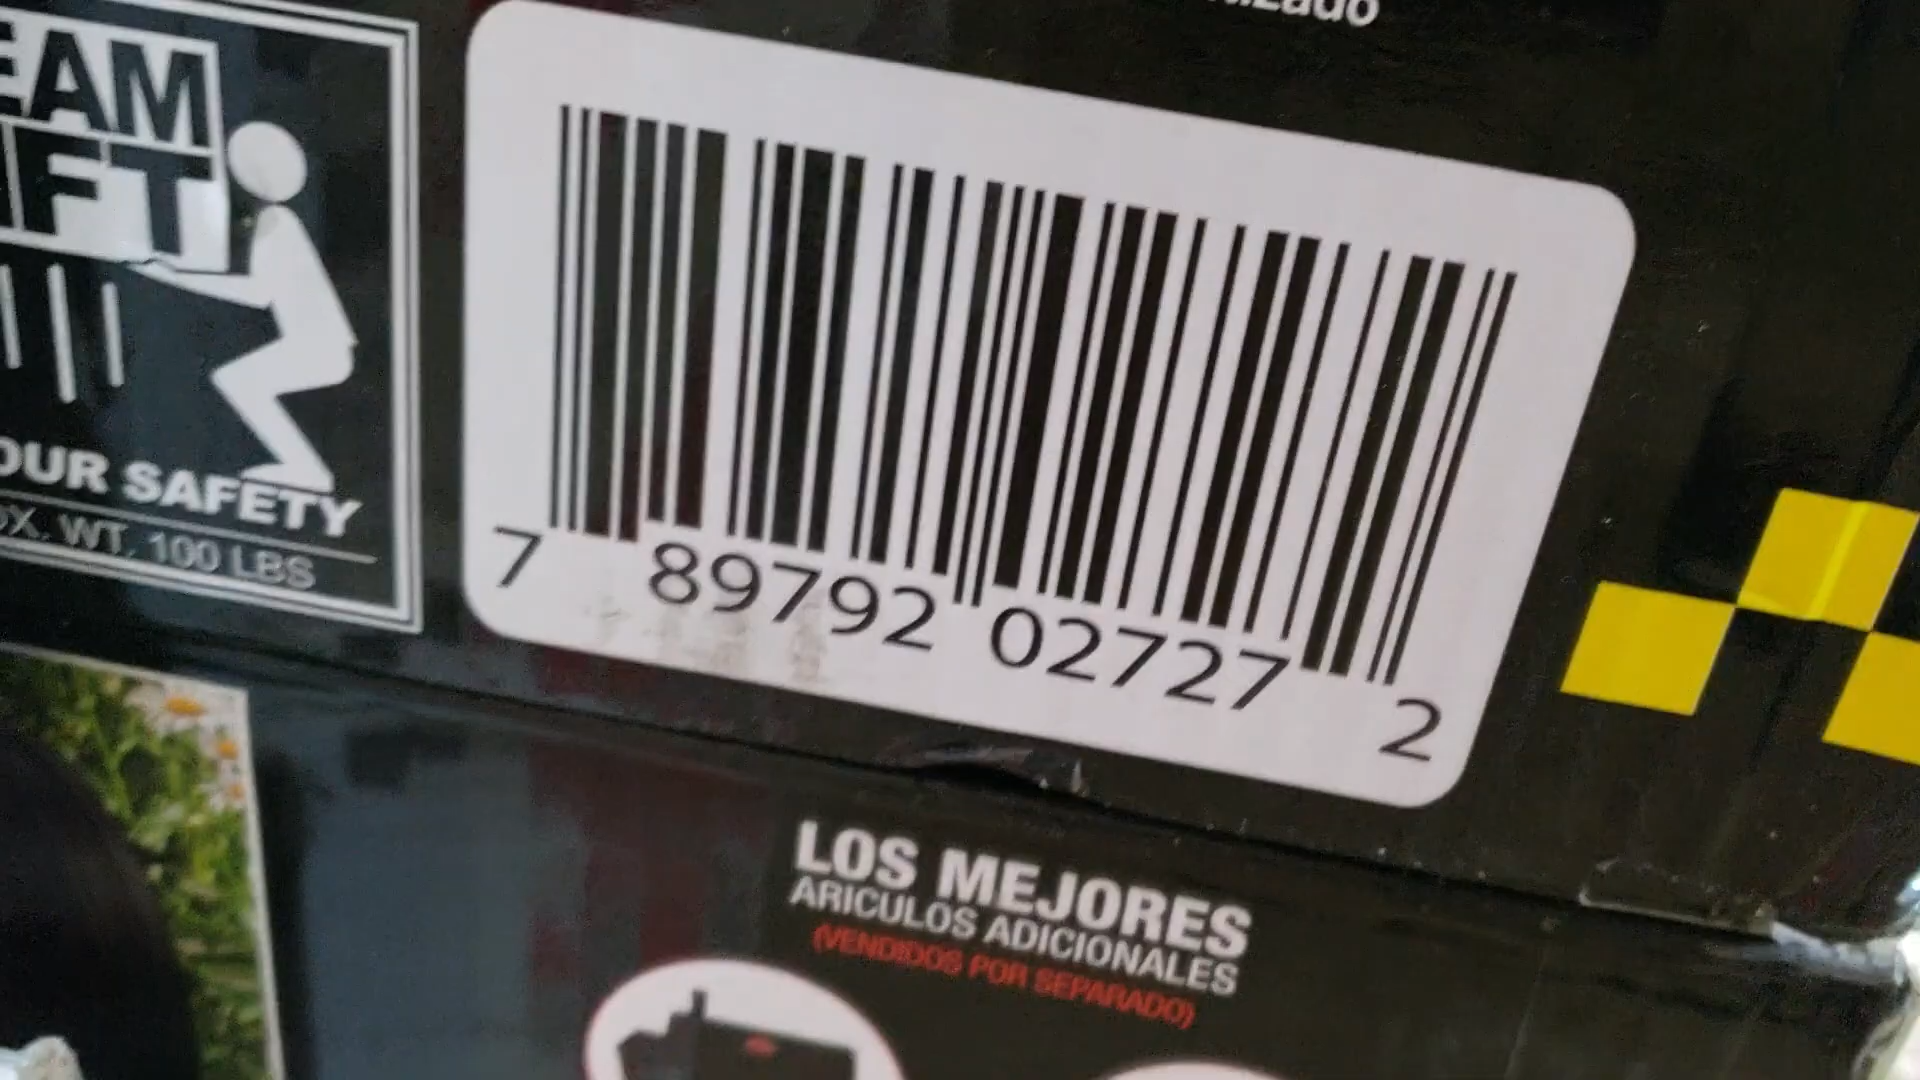 EAM
FT
OUR SAFETY
WT. 100 LBS
7 89792 02727 2
LOS MEJORES
ARICULOS ADICIONALES
(VENDIDOS POR SEPARADO)